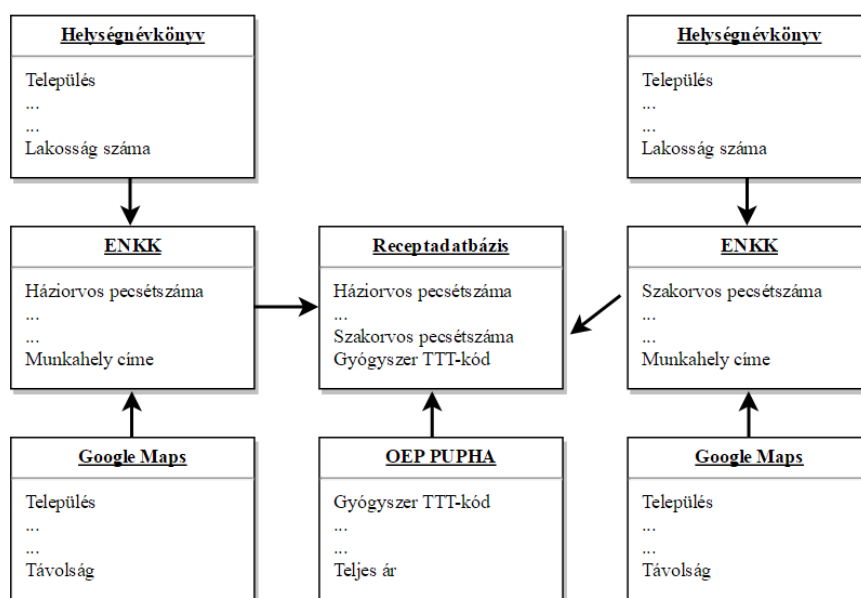 Helységnévkönyv
Település
...
...
Lakosság száma
Helységnévkönyv
Település
...
...
Lakosság száma
ENKK
Háziorvos pecsétszáma
...
...
Munkahely címe
Receptadatbázis
Háziorvos pecsétszáma
...
Szakorvos pecsétszáma
Gyógyszer TTT-kód
ENKK
Szakorvos pecsétszáma
...
...
Munkahely címe
Google Maps
Település
...
...
Távolság
OEP PUPHA
Gyógyszer TTT-kód
...
...
Teljes ár
Google Maps
Település
...
...
Távolság